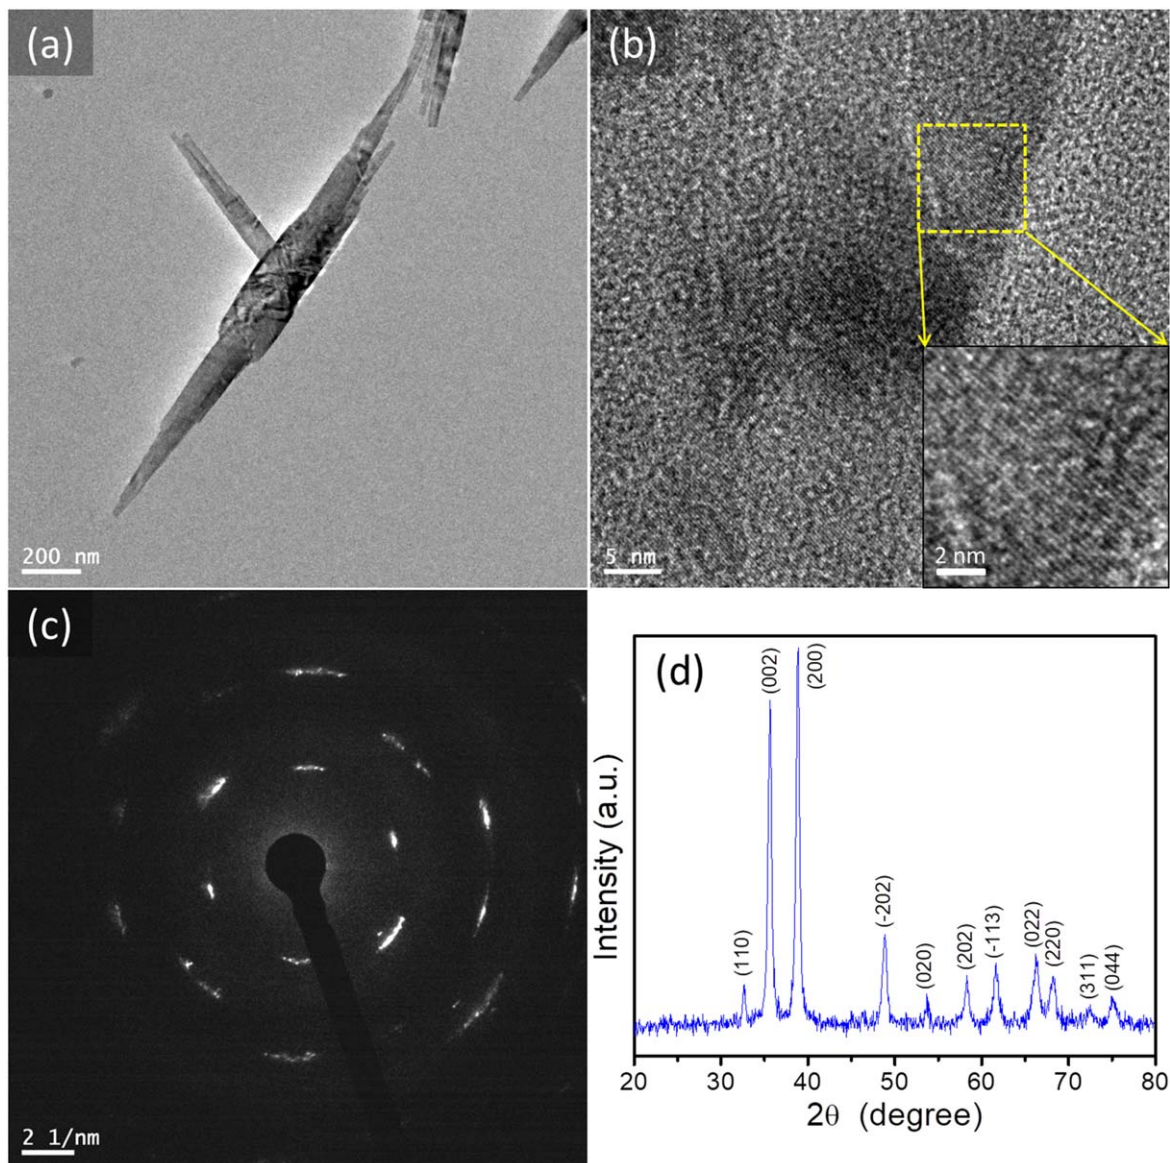 (a)
200 nm
(b)
5 nm
2 nm
(c)
2 1/nm
(d)
Intensity (a.u.)
(110)
(002)
(200)
(-202)
(020)
(202)
(-113)
(022)
(220)
(311)
(044)
20 30 40 50 60 70 80
2θ (degree)